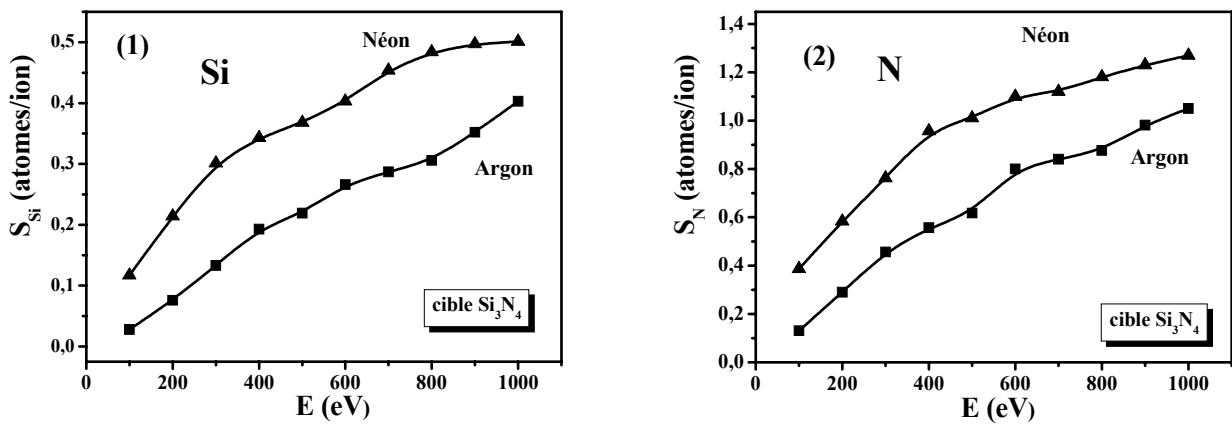 (1)
Si
Néon
Argon
cible Si3N4
S_Si (atomes/ion)
0,5
0,4
0,3
0,2
0,1
0,0
0 200 400 600 800 1000
E (eV)
(2)
N
Néon
Argon
cible Si3N4
S_N (atomes/ion)
1,4
1,2
1,0
0,8
0,6
0,4
0,2
0,0
0 200 400 600 800 1000
E (eV)